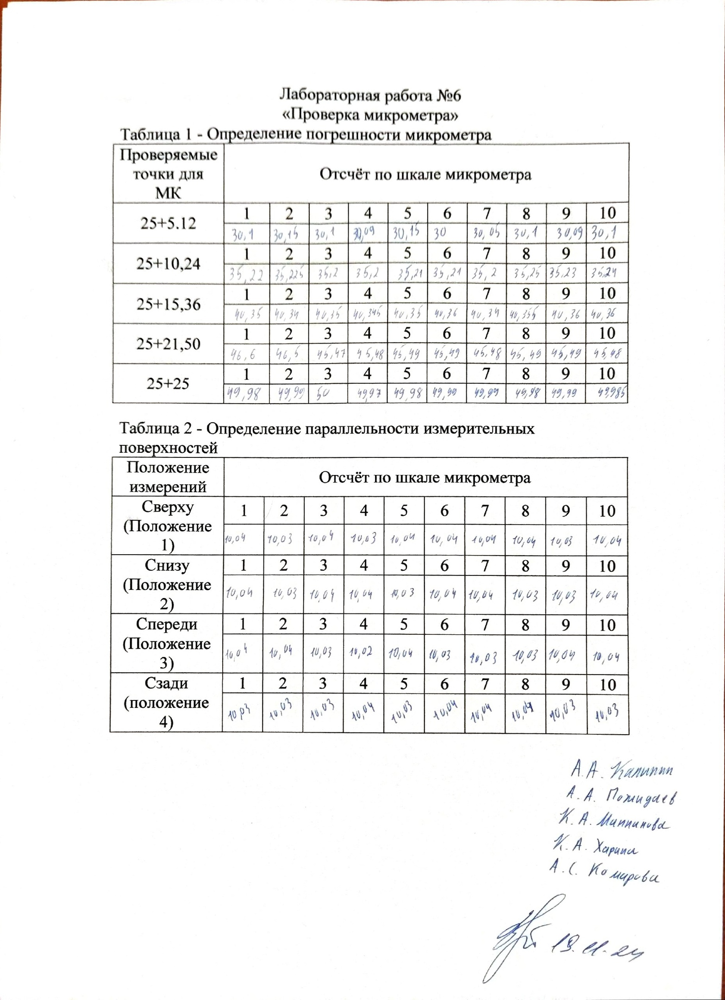 Лабораторная работа №6
«Проверка микрометра»
Таблица 1 - Определение погрешности микрометра
Проверяемые точки для МК Отсчёт по шкале микрометра
25+5.12
1 2 3 4 5 6 7 8 9 10
30,1 30,15 30,1 30,09 30,15 30 30,05 30,1 30,09 30,1
25+10,24
1 2 3 4 5 6 7 8 9 10
35,22 35,225 35,2 35,2 35,21 35,21 35,2 35,25 35,23 35,24
25+15,36
1 2 3 4 5 6 7 8 9 10
40,35 40,34 40,35 40,345 40,35 40,36 40,34 40,355 40,36 40,36
25+21,50
1 2 3 4 5 6 7 8 9 10
46,6 46,5 45,47 45,48 45,49 45,49 45,48 45,49 45,49 45,48
25+25
1 2 3 4 5 6 7 8 9 10
49,98 49,99 50 49,97 49,98 49,99 49,99 49,98 49,99 49,985
Таблица 2 - Определение параллельности измерительных
поверхностей
Положение измерений Отсчёт по шкале микрометра
Сверху (Положение 1)
1 2 3 4 5 6 7 8 9 10
10,04 10,03 10,04 10,03 10,04 10,04 10,04 10,04 10,03 10,04
Снизу (Положение 2)
1 2 3 4 5 6 7 8 9 10
10,04 10,03 10,04 10,04 10,03 10,04 10,04 10,03 10,03 10,04
Спереди (Положение 3)
1 2 3 4 5 6 7 8 9 10
10,04 10,04 10,03 10,02 10,04 10,03 10,03 10,03 10,04 10,04
Сзади (положение 4)
1 2 3 4 5 6 7 8 9 10
10,03 10,03 10,03 10,04 10,03 10,04 10,04 10,04 10,03 10,03
А.А. Калинин
А.А. Пожидаев
К.А.
К.А. Харина
А.С. Комарова
19.11.24